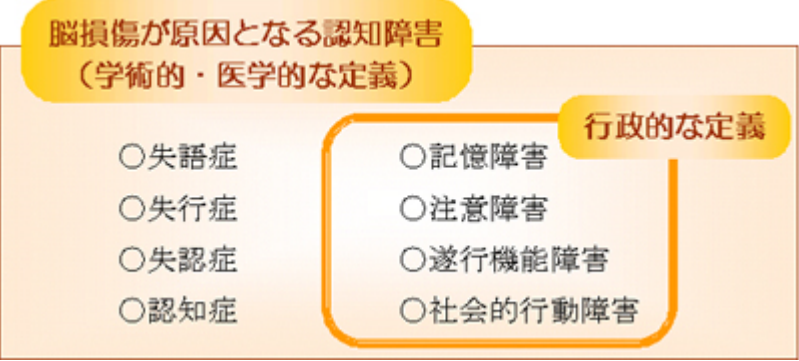 脳損傷が原因となる認知障害
（学術的・医学的な定義）
行政的な定義
○失語症
○失行症
○失認症
○認知症
○記憶障害
○注意障害
○遂行機能障害
○社会的行動障害